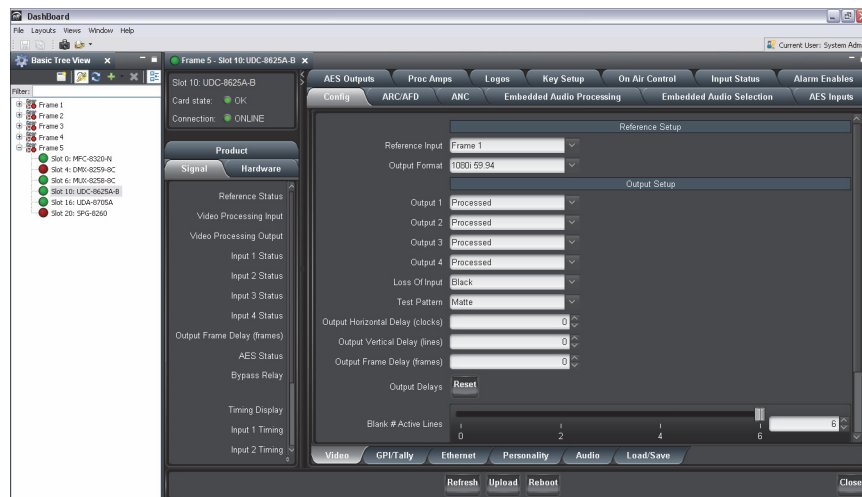 DashBoard
File Layouts Views Window Help
Current User: System Adm
Basic Tree View
Filter:
Frame 1
Frame 2
Frame 3
Frame 4
Frame 5
Slot 0: MFC-8320-N
Slot 4: DMX-8259-8C
Slot 6: MUX-8258-8C
Slot 10: UDC-8625A-B
Slot 16: UDA-8705A
Slot 20: SPG-8260
Frame 5 - Slot 10: UDC-8625A-B
Slot 10: UDC-8625A-B
Card state: OK
Connection: ONLINE
Product
Signal Hardware
Reference Status
Video Processing Input
Video Processing Output
Input 1 Status
Input 2 Status
Input 3 Status
Input 4 Status
Output Frame Delay (frames)
AES Status
Bypass Relay
Timing Display
Input 1 Timing
Input 2 Timing
AES Outputs Proc Amps Logos Key Setup On Air Control Input Status Alarm Enables
Config ARC/AFD ANC Embedded Audio Processing Embedded Audio Selection AES Inputs
Reference Setup
Reference Input Frame 1
Output Format 1080i 59.94
Output Setup
Output 1 Processed
Output 2 Processed
Output 3 Processed
Output 4 Processed
Loss Of Input Black
Test Pattern Matte
Output Horizontal Delay (clocks) 0
Output Vertical Delay (lines) 0
Output Frame Delay (frames) 0
Output Delays Reset
Blank # Active Lines 6
0 2 4 6
Video GPI/Tally Ethernet Personality Audio Load/Save
Refresh Upload Reboot Close